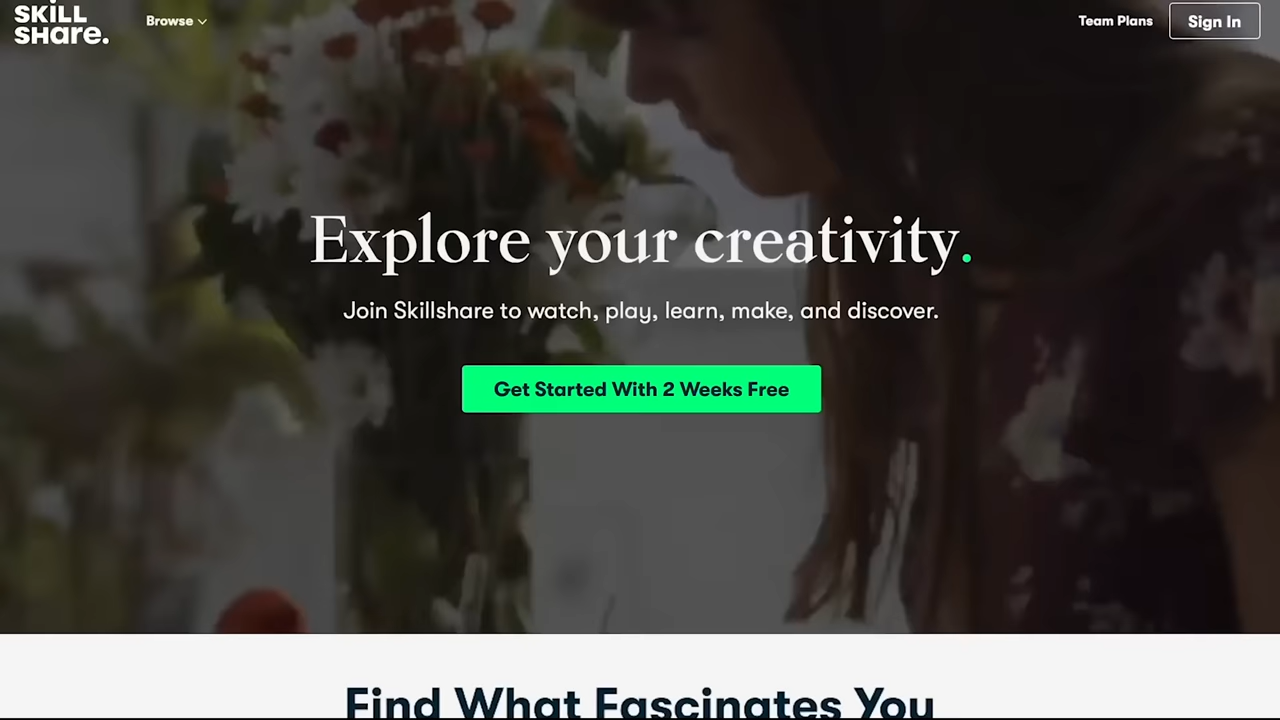 SKILL
SHare.
Browse
Team Plans
Sign In
Explore your creativity.
Join Skillshare to watch, play, learn, make, and discover.
Get Started With 2 Weeks Free
Find What Fascinates You